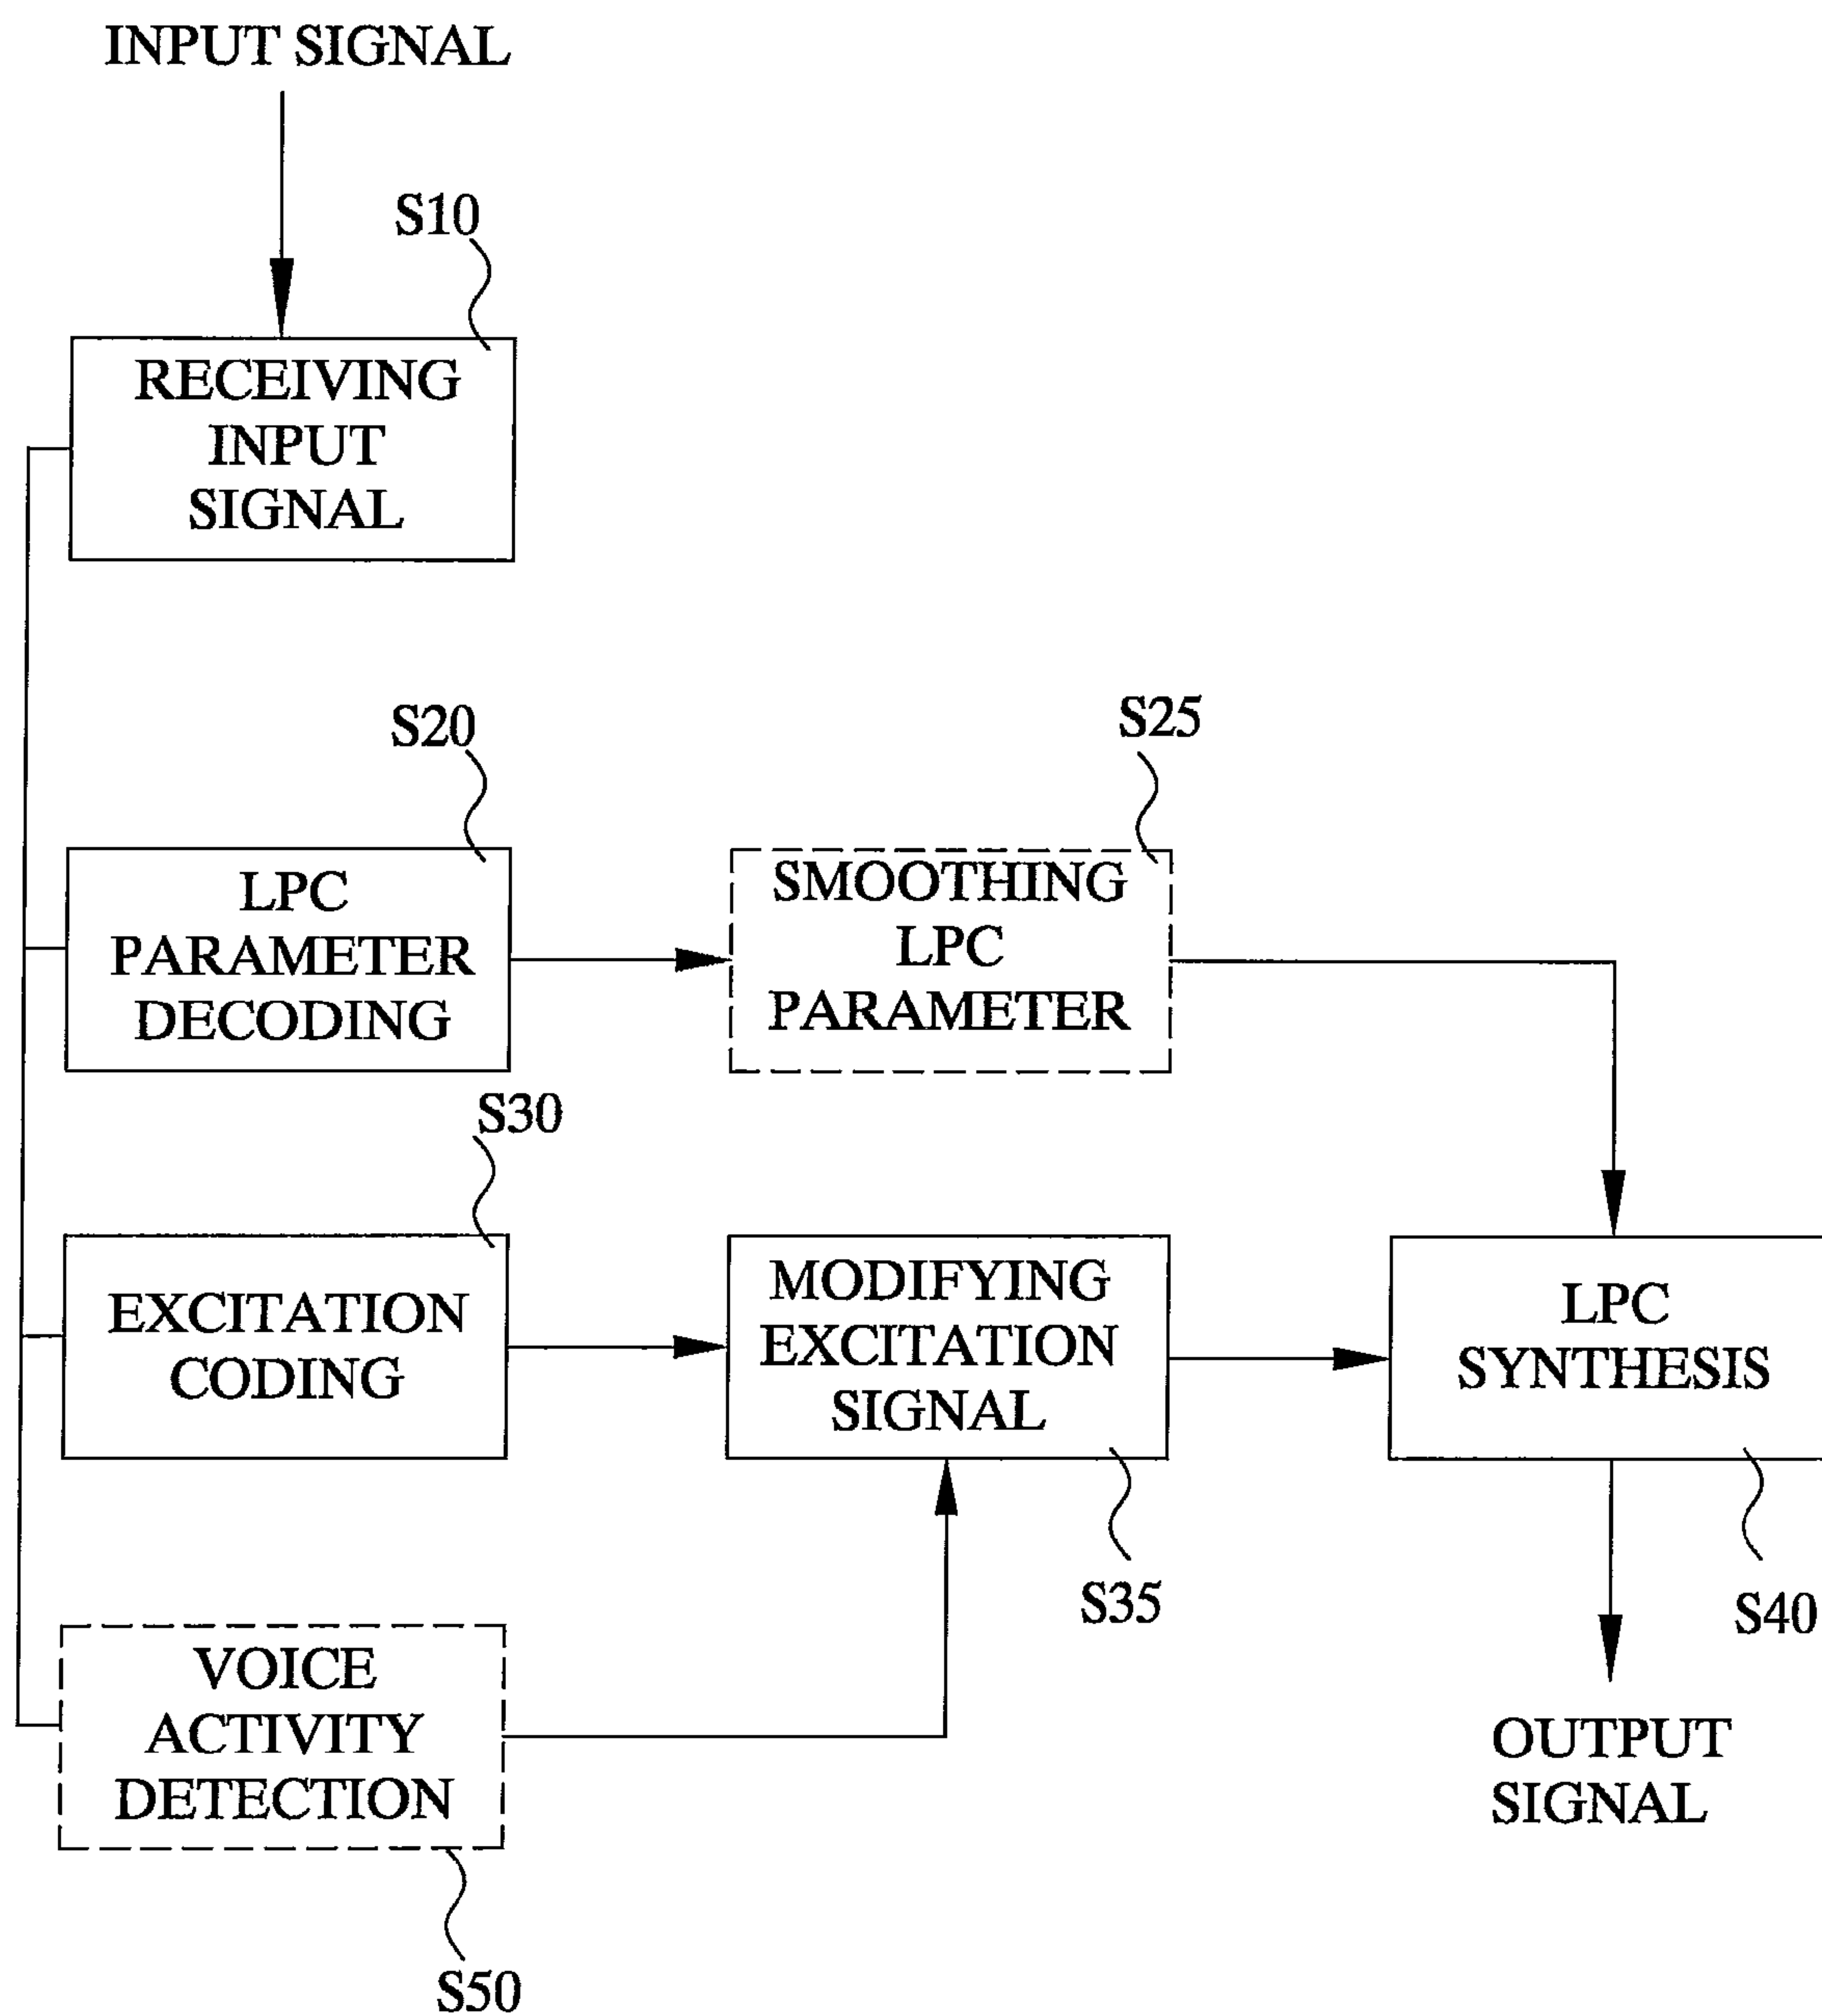 INPUT SIGNAL
S10
RECEIVING
INPUT
SIGNAL
S20
LPC
PARAMETER
DECODING
S25
SMOOTHING
LPC
PARAMETER
S30
EXCITATION
CODING
MODIFYING
EXCITATION
SIGNAL
S35
LPC
SYNTHESIS
S40
VOICE
ACTIVITY
DETECTION
S50
OUTPUT
SIGNAL